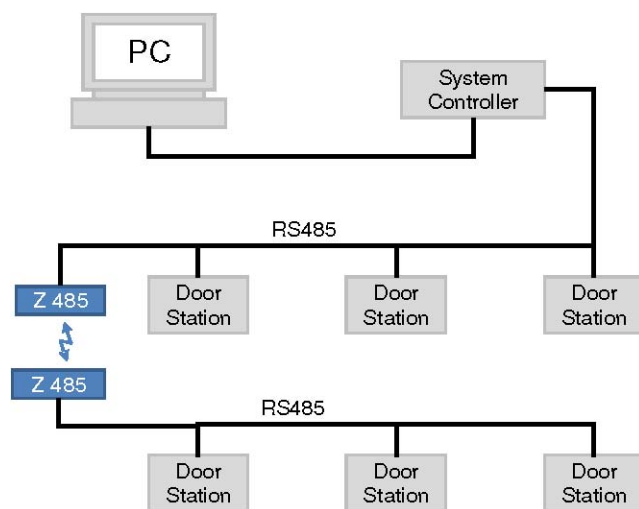 PC
System
Controller
RS485
Z 485
Door
Station
Door
Station
Door
Station
Z 485
RS485
Door
Station
Door
Station
Door
Station